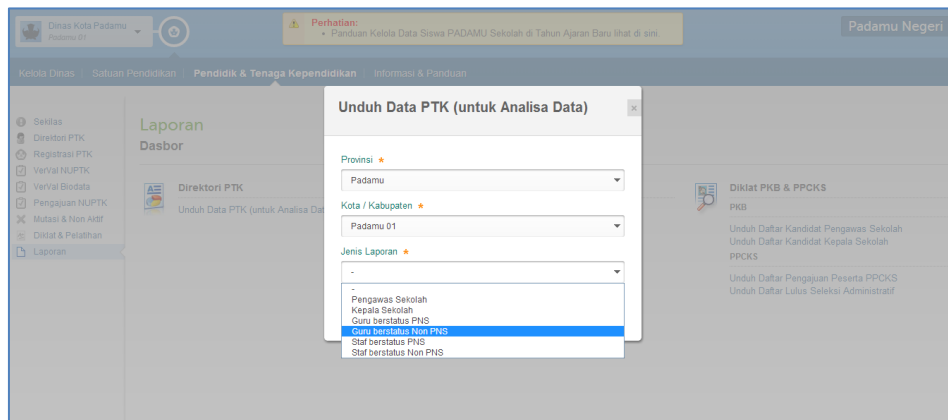 Dinas Kota Padamu
Padamu 01
Perhatian:
• Panduan Kelola Data Siswa PADAMU Sekolah di Tahun Ajaran Baru lihat di sini.
Padamu Negeri
Kelola Dinas | Satuan Pendidikan | Pendidik & Tenaga Kependidikan | Informasi & Panduan
Sekilas
Direktori PTK
Registrasi PTK
VerVal NUPTK
VerVal Biodata
Pengajuan NUPTK
Mutasi & Non Aktif
Diklat & Pelatihan
Laporan
Laporan
Dasbor
Direktori PTK
Unduh Data PTK (untuk Analisa Dat
Unduh Data PTK (untuk Analisa Data)
x
Provinsi *
Padamu
Kota / Kabupaten *
Padamu 01
Jenis Laporan *
-
-
Pengawas Sekolah
Kepala Sekolah
Guru berstatus PNS
Guru berstatus Non PNS
Staf berstatus PNS
Staf berstatus Non PNS
Diklat PKB & PPCKS
PKB
Unduh Daftar Kandidat Pengawas Sekolah
Unduh Daftar Kandidat Kepala Sekolah
PPCKS
Unduh Daftar Pengajuan Peserta PPCKS
Unduh Daftar Lulus Seleksi Administratif